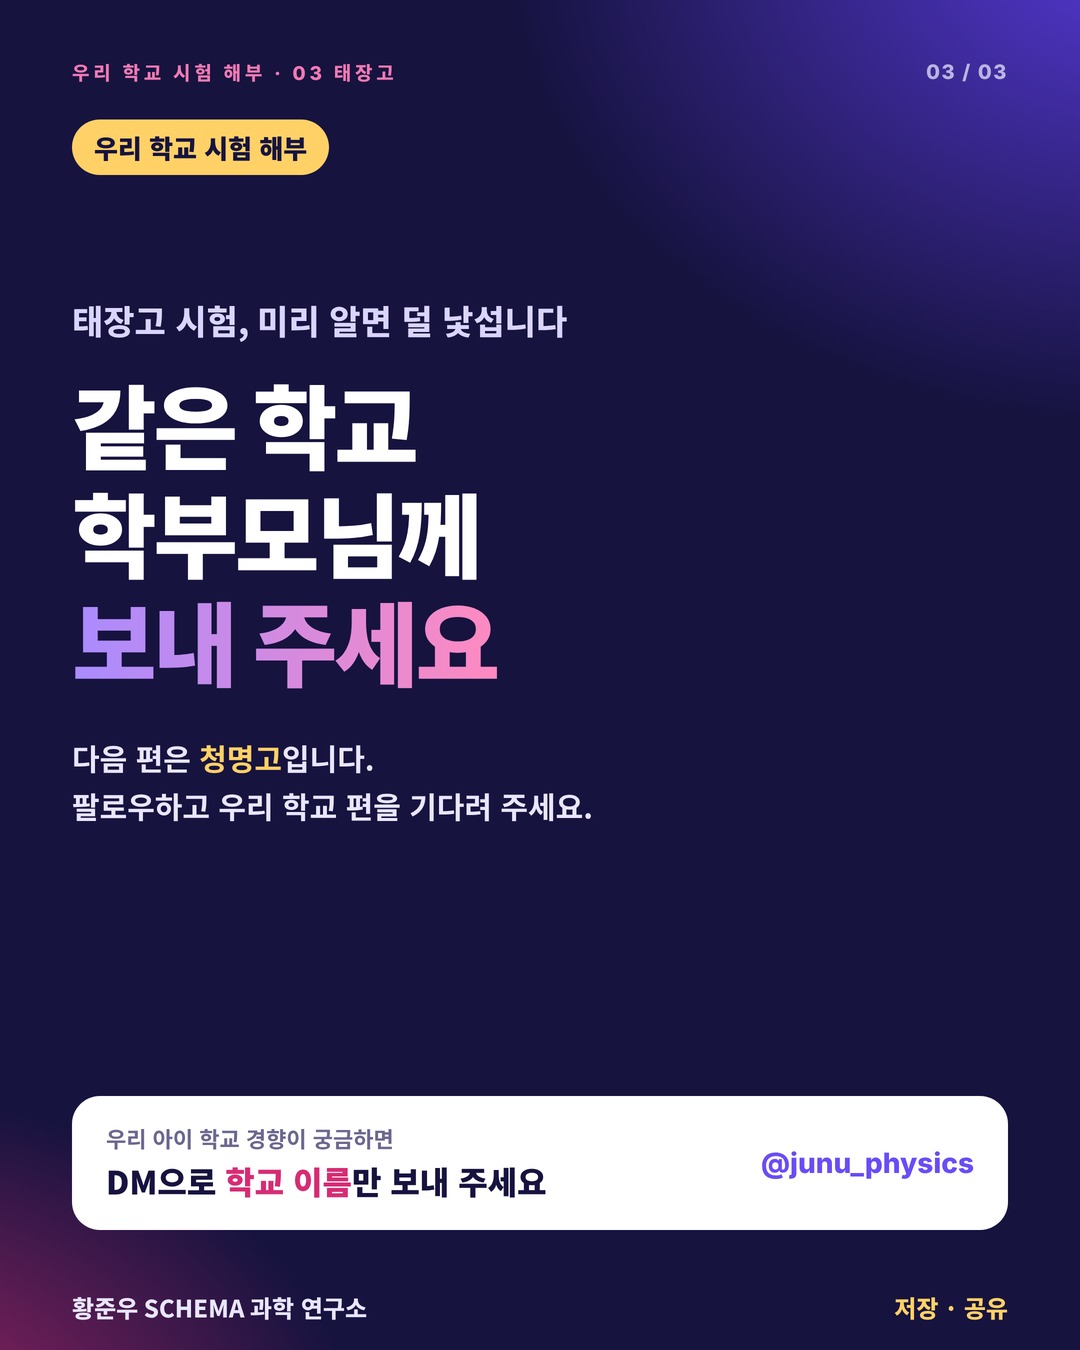 우리 학교 시험 해부 · 03 태장고
03 / 03
우리 학교 시험 해부
태장고 시험, 미리 알면 덜 낯섭니다
같은 학교
학부모님께
보내 주세요
다음 편은 청명고입니다.
팔로우하고 우리 학교 편을 기다려 주세요.
우리 아이 학교 경향이 궁금하면
DM으로 학교 이름만 보내 주세요
@junu_physics
황준우 SCHEMA 과학 연구소
저장 · 공유